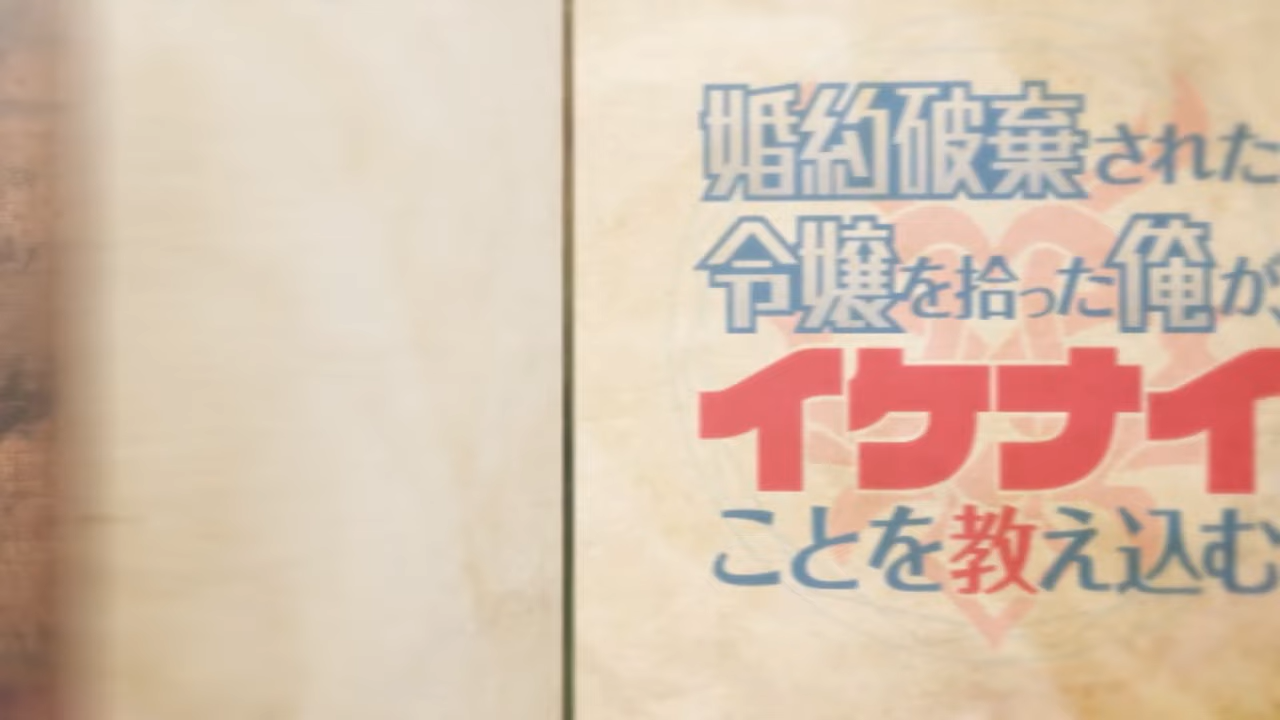 婚約破棄された
令嬢を拾った俺が
イケナイ
ことを教え込む